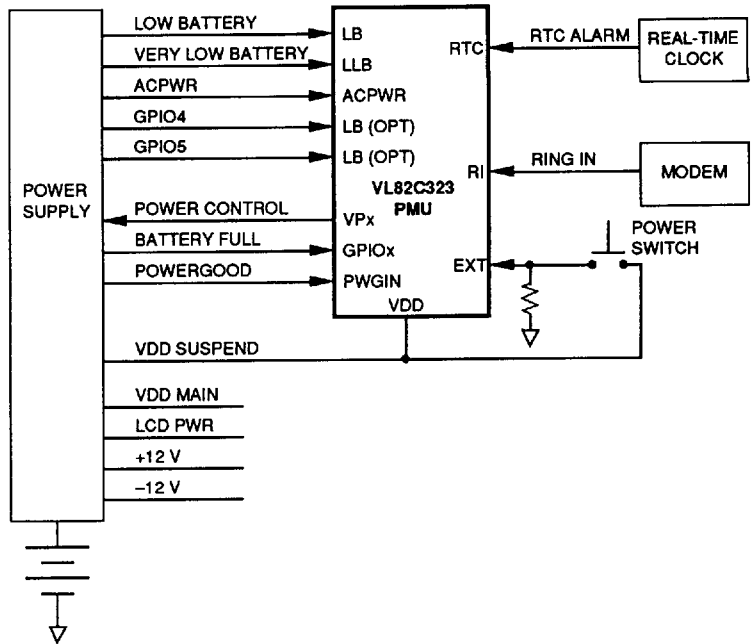 LOW BATTERY
LB
VERY LOW BATTERY
LLB
ACPWR
ACPWR
GPIO4
LB (OPT)
GPIO5
LB (OPT)
POWER
SUPPLY
VL82C323
PMU
POWER CONTROL
VPx
BATTERY FULL
GPIOx
POWERGOOD
PWGIN
VDD
RTC
RTC ALARM
REAL-TIME
CLOCK
RI
RING IN
MODEM
EXT
POWER
SWITCH
VDD SUSPEND
VDD MAIN
LCD PWR
+12 V
–12 V